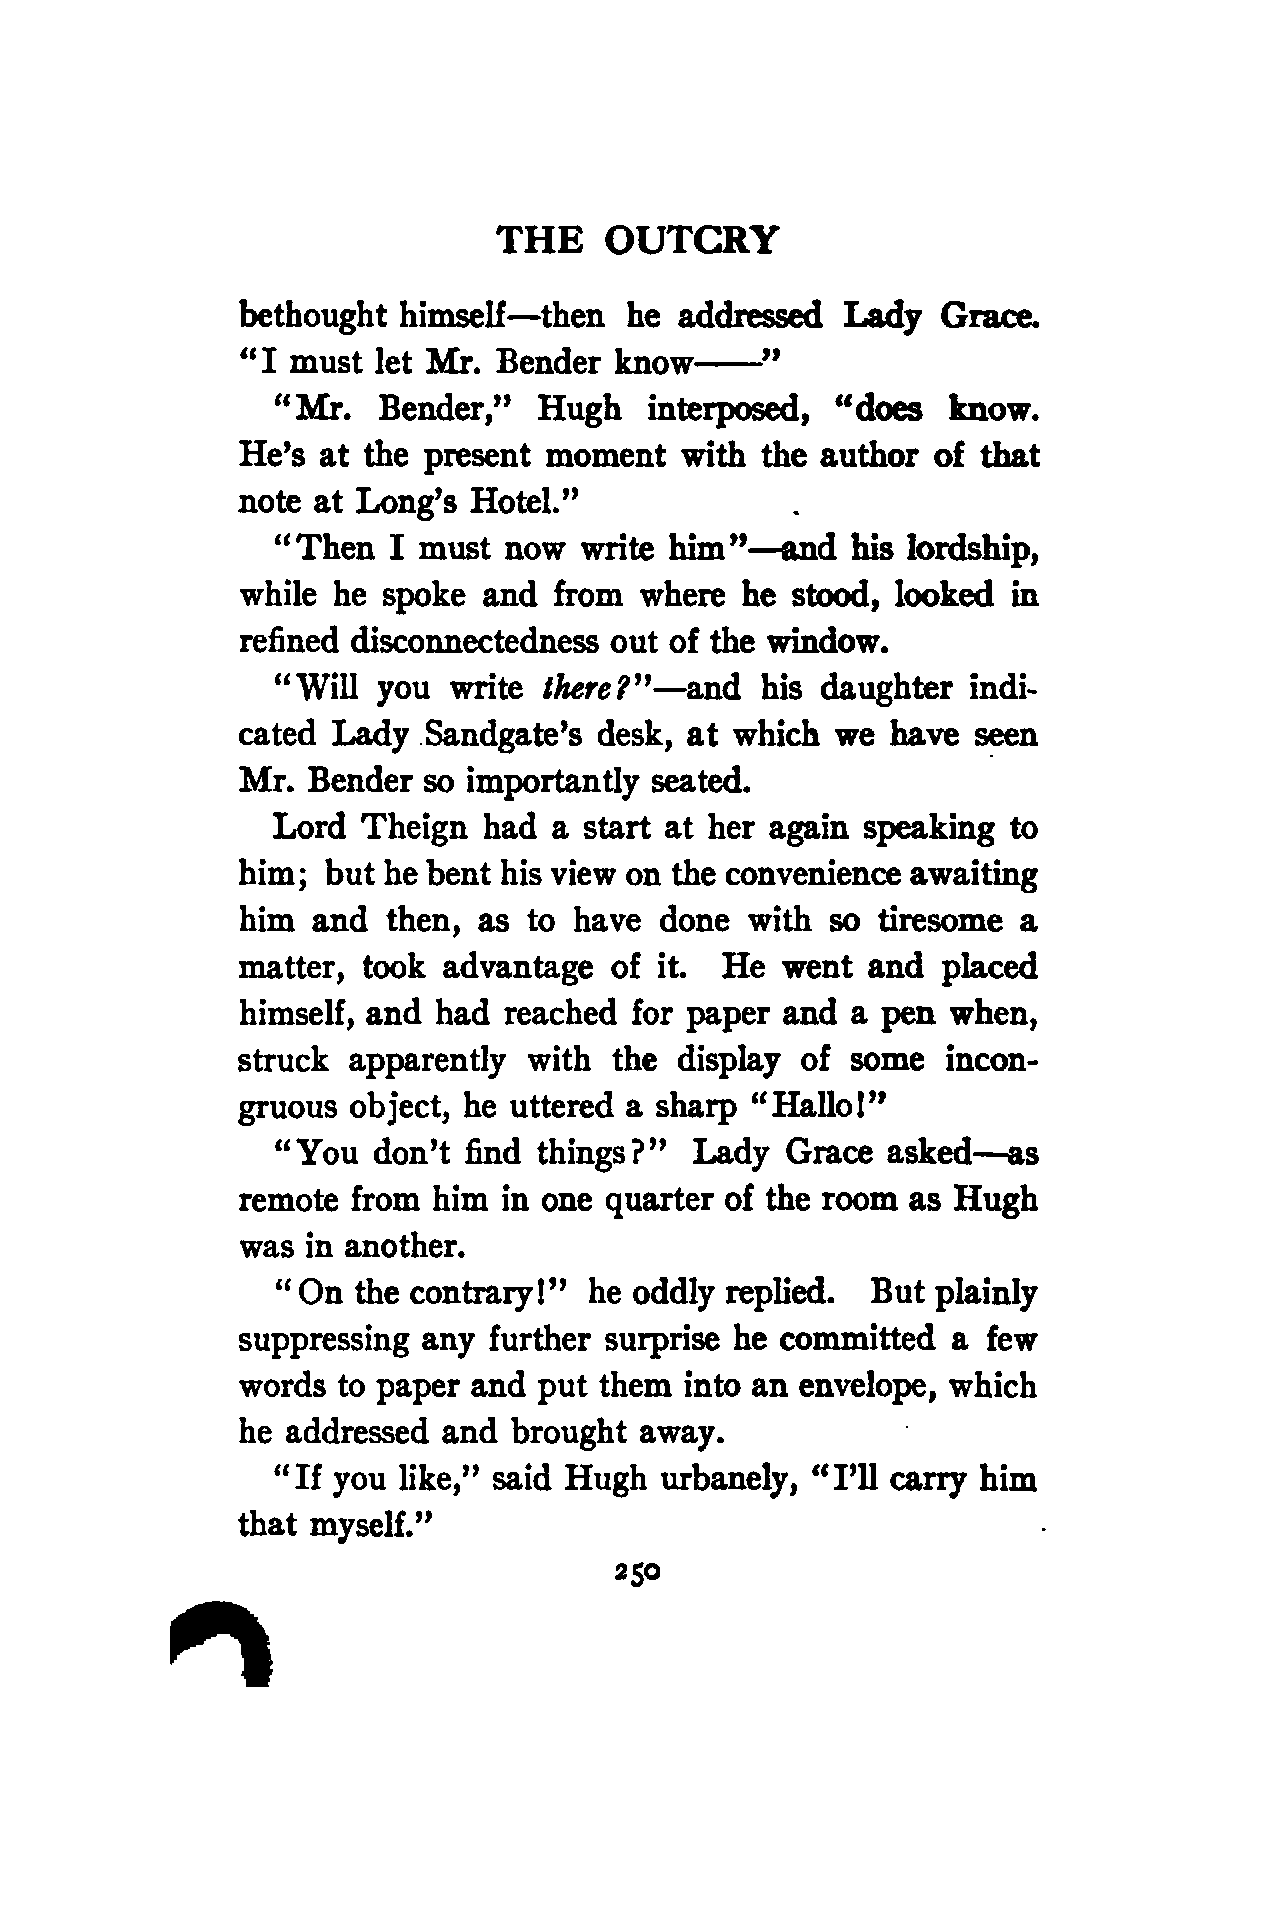 THE OUTCRY
bethought himself—then he addressed Lady Grace.
“I must let Mr. Bender know——”
“Mr. Bender,” Hugh interposed, “does know.
He’s at the present moment with the author of that
note at Long’s Hotel.”
“Then I must now write him”—and his lordship,
while he spoke and from where he stood, looked in
refined disconnectedness out of the window.
“Will you write there?”—and his daughter indi-
cated Lady Sandgate’s desk, at which we have seen
Mr. Bender so importantly seated.
Lord Theign had a start at her again speaking to
him; but he bent his view on the convenience awaiting
him and then, as to have done with so tiresome a
matter, took advantage of it. He went and placed
himself, and had reached for paper and a pen when,
struck apparently with the display of some incon-
gruous object, he uttered a sharp “Hallo!”
“You don’t find things?” Lady Grace asked—as
remote from him in one quarter of the room as Hugh
was in another.
“On the contrary!” he oddly replied. But plainly
suppressing any further surprise he committed a few
words to paper and put them into an envelope, which
he addressed and brought away.
“If you like,” said Hugh urbanely, “I’ll carry him
that myself.”
250